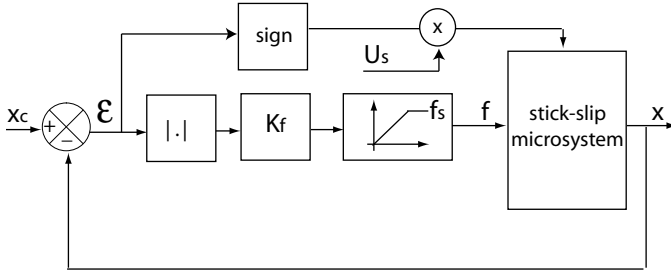 sign
x
Us
xc
+
−
ε
|.|
Kf
fs
f
stick-slip
microsystem
x